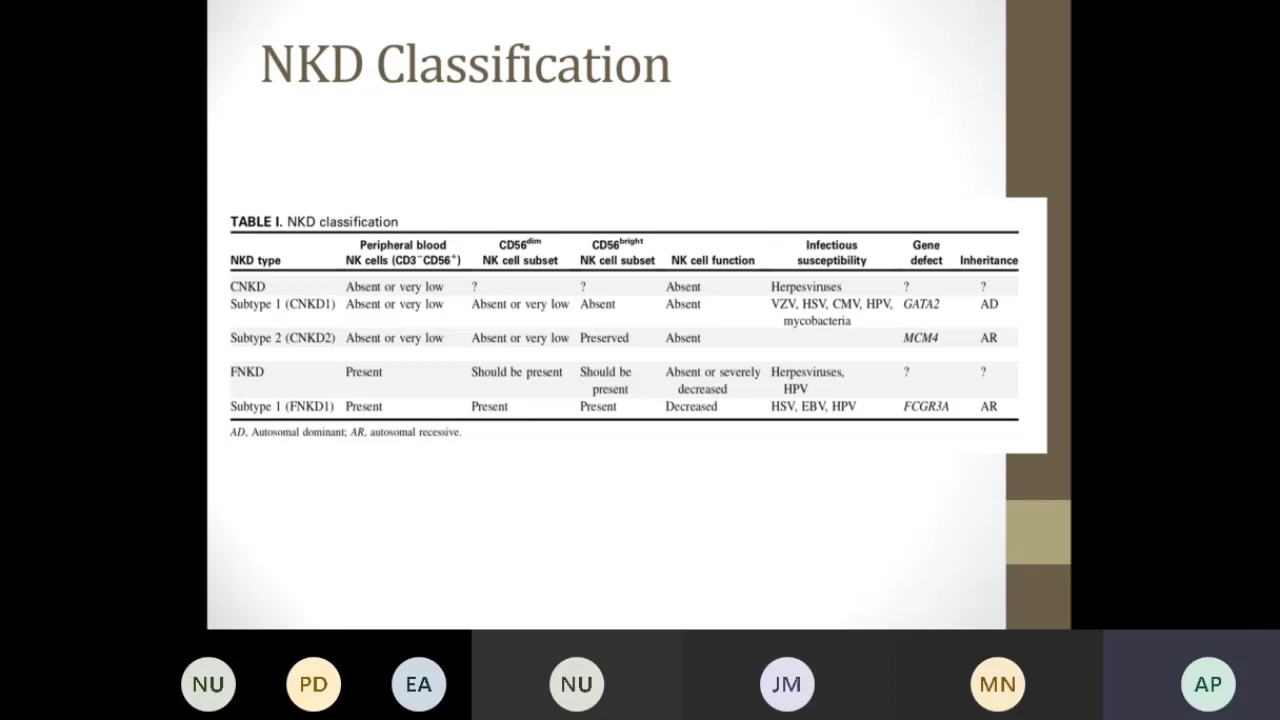 NKD Classification
TABLE I. NKD classification
Peripheral blood CD56dim CD56bright Infectious Gene
NKD type NK cells (CD3−CD56+) NK cell subset NK cell subset NK cell function susceptibility defect Inheritance
CNKD Absent or very low ? ? Absent Herpesviruses ? ?
Subtype 1 (CNKD1) Absent or very low Absent or very low Absent Absent VZV, HSV, CMV, HPV, GATA2 AD
mycobacteria
Subtype 2 (CNKD2) Absent or very low Absent or very low Preserved Absent MCM4 AR
FNKD Present Should be present Should be Absent or severely Herpesviruses, ? ?
present decreased HPV
Subtype 1 (FNKD1) Present Present Present Decreased HSV, EBV, HPV FCGR3A AR
AD, Autosomal dominant; AR, autosomal recessive.
NU PD EA NU JM MN AP